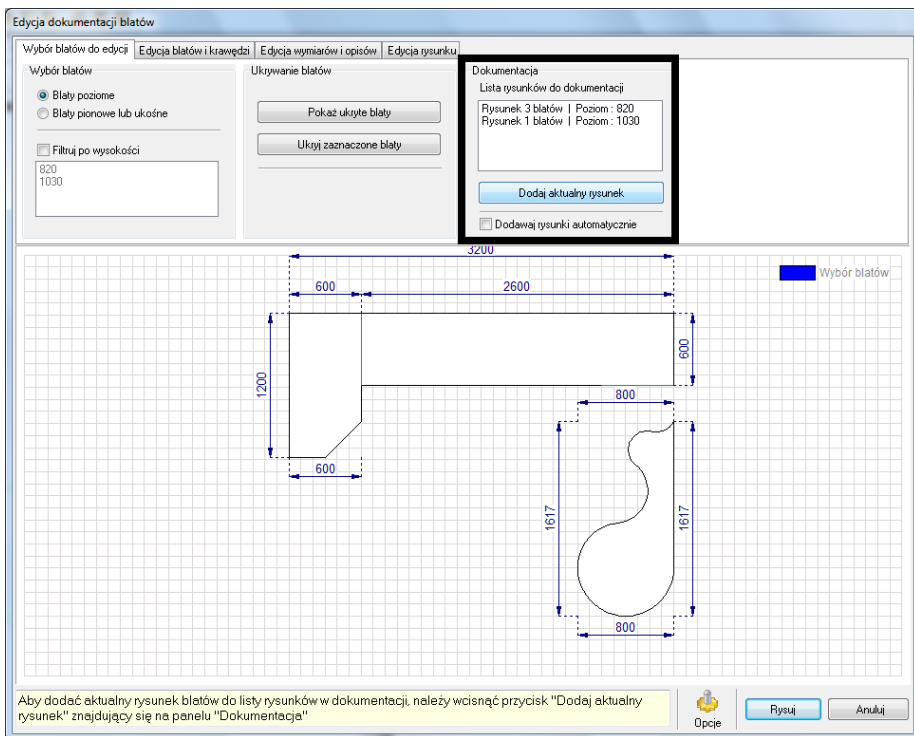 Edycja dokumentacji blatów
Wybór blatów do edycji Edycja blatów i krawędzi Edycja wymiarów i opisów Edycja rysunku
Wybór blatów
Blaty poziome
Blaty pionowe lub ukośne
Filtruj po wysokości
820
1030
Ukrywanie blatów
Pokaż ukryte blaty
Ukryj zaznaczone blaty
Dokumentacja
Lista rysunków do dokumentacji
Rysunek 3 blatów | Poziom : 820
Rysunek 1 blatów | Poziom : 1030
Dodaj aktualny rysunek
Dodawaj rysunki automatycznie
3200
600 2600
Wybór blatów
1200
600
800
600
1617
1617
800
Aby dodać aktualny rysunek blatów do listy rysunków w dokumentacji, należy wcisnąć przycisk "Dodaj aktualny
rysunek" znajdujący się na panelu "Dokumentacja"
Opcje
Rysuj
Anuluj